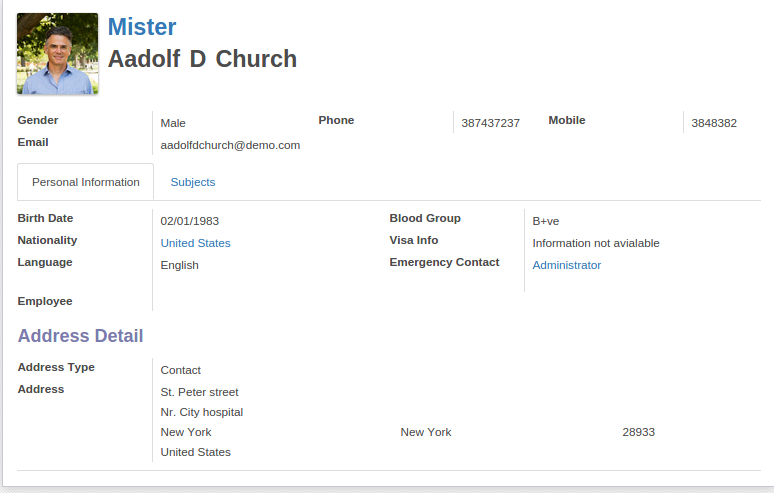 Mister
Aadolf D Church
Gender Male Phone 387437237 Mobile 3848382
Email aadolfdchurch@demo.com
Personal Information Subjects
Birth Date 02/01/1983 Blood Group B+ve
Nationality United States Visa Info Information not avialable
Language English Emergency Contact Administrator
Employee
Address Detail
Address Type Contact
Address St. Peter street
Nr. City hospital
New York New York 28933
United States